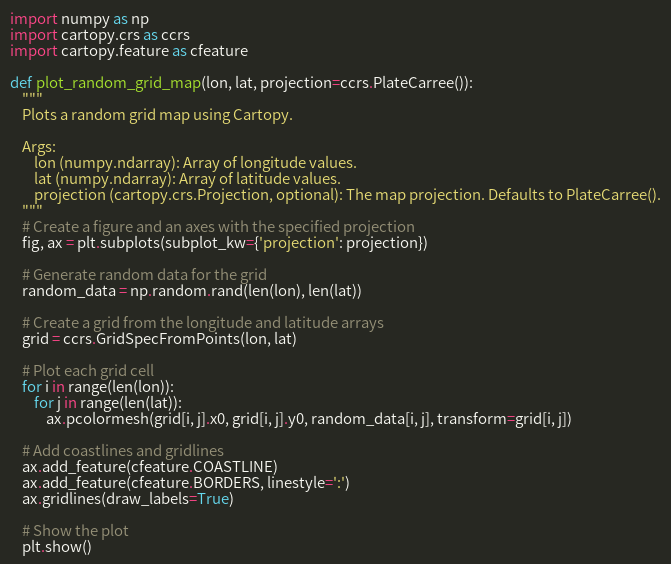 import numpy as np
import cartopy.crs as ccrs
import cartopy.feature as cfeature

def plot_random_grid_map(lon, lat, projection=ccrs.PlateCarree()):
    """
    Plots a random grid map using Cartopy.

    Args:
        lon (numpy.ndarray): Array of longitude values.
        lat (numpy.ndarray): Array of latitude values.
        projection (cartopy.crs.Projection, optional): The map projection. Defaults to PlateCarree().
    """
    # Create a figure and an axes with the specified projection
    fig, ax = plt.subplots(subplot_kw={'projection': projection})

    # Generate random data for the grid
    random_data = np.random.rand(len(lon), len(lat))

    # Create a grid from the longitude and latitude arrays
    grid = ccrs.GridSpecFromPoints(lon, lat)

    # Plot each grid cell
    for i in range(len(lon)):
        for j in range(len(lat)):
            ax.pcolormesh(grid[i, j].x0, grid[i, j].y0, random_data[i, j], transform=grid[i, j])

    # Add coastlines and gridlines
    ax.add_feature(cfeature.COASTLINE)
    ax.add_feature(cfeature.BORDERS, linestyle=':')
    ax.gridlines(draw_labels=True)

    # Show the plot
    plt.show()